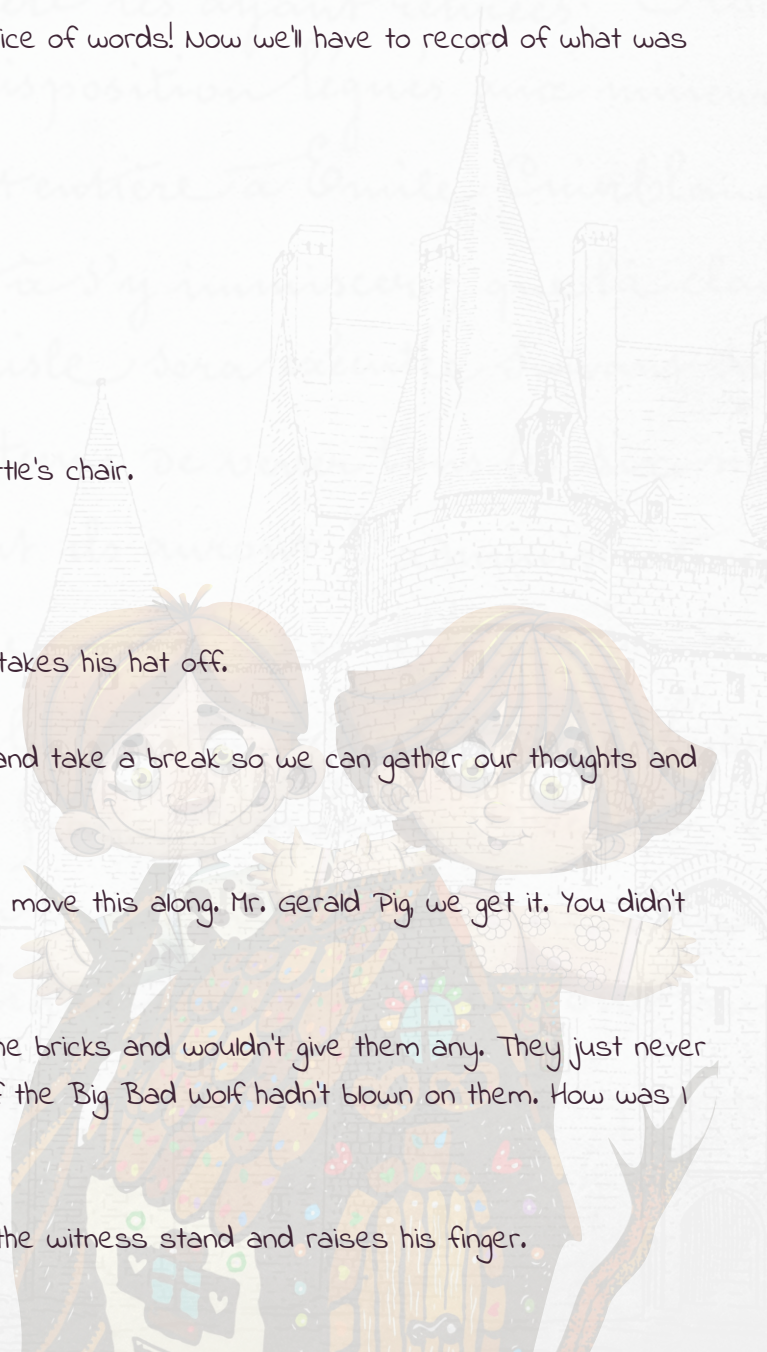 ice of words! Now we'll have to record of what was
ttle's chair.
takes his hat off.
and take a break so we can gather our thoughts and
move this along. Mr. Gerald Pig, we get it. You didn't
he bricks and wouldn't give them any. They just never
f the Big Bad Wolf hadn't blown on them. How was I
the witness stand and raises his finger.